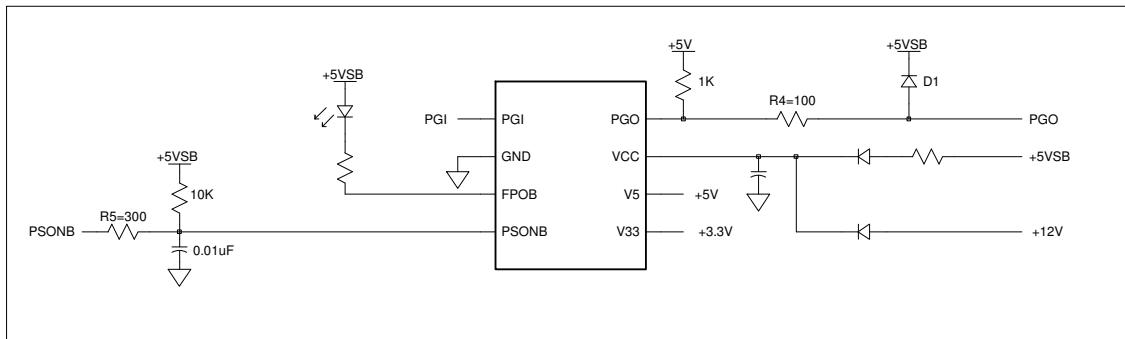 +5V
+5VSB
+5VSB
1K
D1
R4=100
PGI
PGI
PGO
PGO
+5VSB
GND
VCC
+5VSB
10K
FPOB
V5
+5V
R5=300
PSONB
PSONB
V33
+3.3V
+12V
0.01uF